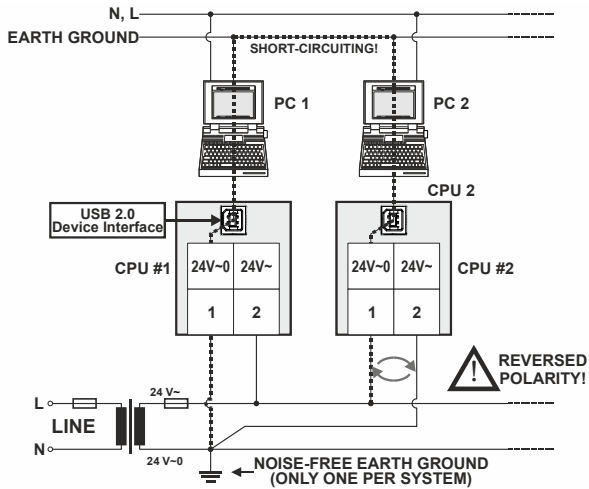 N, L
EARTH GROUND
SHORT-CIRCUITING!
PC 1
PC 2
CPU 2
USB 2.0
Device Interface
CPU #1
24V~0
24V~
24V~0
24V~
CPU #2
1
2
1
2
REVERSED
POLARITY!
!
24 V~
L
LINE
N
24 V~0
NOISE-FREE EARTH GROUND
(ONLY ONE PER SYSTEM)